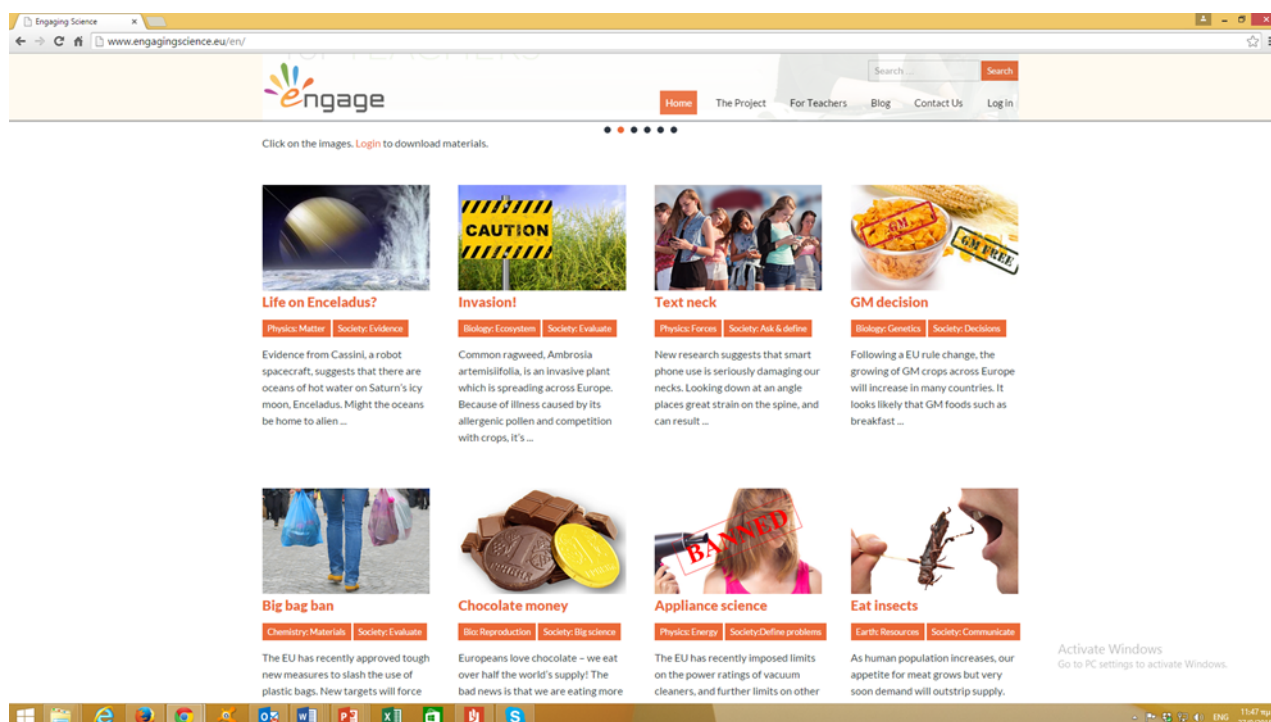 Engaging Science
www.engagingscience.eu/en/
engage
Search ...
Search
Home The Project For Teachers Blog Contact Us Log in
Click on the images. Login to download materials.
CAUTION
GM
GM FREE
Life on Enceladus?
Invasion!
Text neck
GM decision
Physics: Matter Society: Evidence
Biology: Ecosystem Society: Evaluate
Physics: Forces Society: Ask & define
Biology: Genetics Society: Decisions
Evidence from Cassini, a robot
spacecraft, suggests that there are
oceans of hot water on Saturn's icy
moon, Enceladus. Might the oceans
be home to alien ...
Common ragweed, Ambrosia
artemisiifolia, is an invasive plant
which is spreading across Europe.
Because of illness caused by its
allergenic pollen and competition
with crops, it's ...
New research suggests that smart
phone use is seriously damaging our
necks. Looking down at an angle
places great strain on the spine, and
can result ...
Following a EU rule change, the
growing of GM crops across Europe
will increase in many countries. It
looks likely that GM foods such as
breakfast ...
BANNED
Big bag ban
Chocolate money
Appliance science
Eat insects
Chemistry: Materials Society: Evaluate
Bio: Reproduction Society: Big science
Physics: Energy Society:Define problems
Earth: Resources Society: Communicate
The EU has recently approved tough
new measures to slash the use of
plastic bags. New targets will force
Europeans love chocolate – we eat
over half the world's supply! The
bad news is that we are eating more
The EU has recently imposed limits
on the power ratings of vacuum
cleaners, and further limits on other
As human population increases, our
appetite for meat grows but very
soon demand will outstrip supply.
Activate Windows
Go to PC settings to activate Windows.
ENG
11:47 πμ